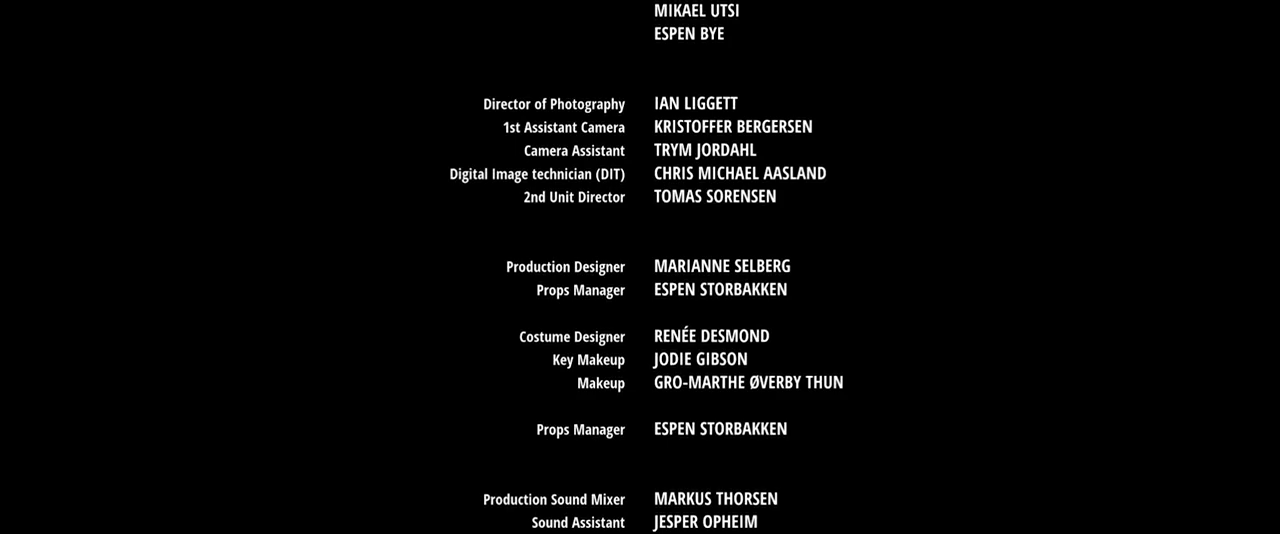 MIKAEL UTSI
ESPEN BYE
Director of Photography IAN LIGGETT
1st Assistant Camera KRISTOFFER BERGERSEN
Camera Assistant TRYM JORDAHL
Digital Image technician (DIT) CHRIS MICHAEL AASLAND
2nd Unit Director TOMAS SORENSEN
Production Designer MARIANNE SELBERG
Props Manager ESPEN STORBAKKEN
Costume Designer RENÉE DESMOND
Key Makeup JODIE GIBSON
Makeup GRO-MARTHE ØVERBY THUN
Props Manager ESPEN STORBAKKEN
Production Sound Mixer MARKUS THORSEN
Sound Assistant JESPER OPHEIM